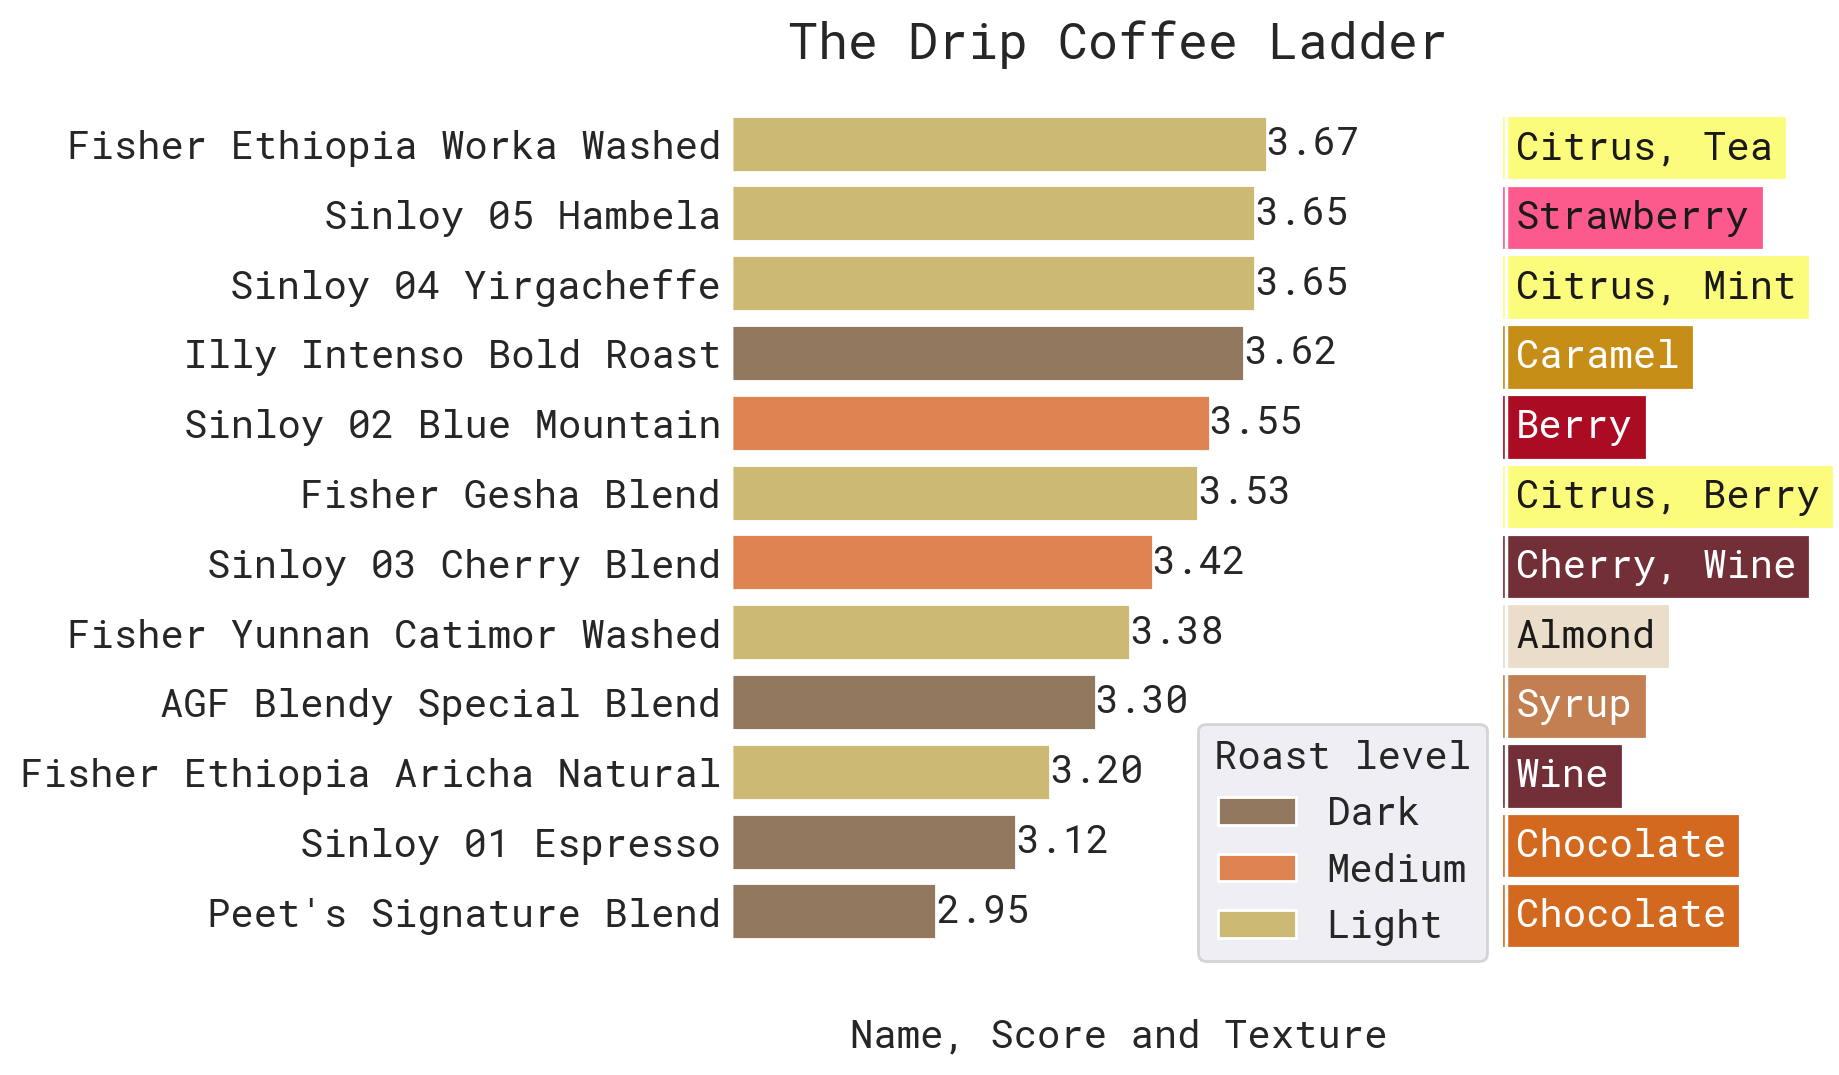 The Drip Coffee Ladder
Fisher Ethiopia Worka Washed 3.67 Citrus, Tea
Sinloy 05 Hambela 3.65 Strawberry
Sinloy 04 Yirgacheffe 3.65 Citrus, Mint
Illy Intenso Bold Roast 3.62 Caramel
Sinloy 02 Blue Mountain 3.55 Berry
Fisher Gesha Blend 3.53 Citrus, Berry
Sinloy 03 Cherry Blend 3.42 Cherry, Wine
Fisher Yunnan Catimor Washed 3.38 Almond
AGF Blendy Special Blend 3.30 Syrup
Fisher Ethiopia Aricha Natural 3.20 Wine
Sinloy 01 Espresso 3.12 Chocolate
Peet's Signature Blend 2.95 Chocolate
Roast level
Dark
Medium
Light
Name, Score and Texture